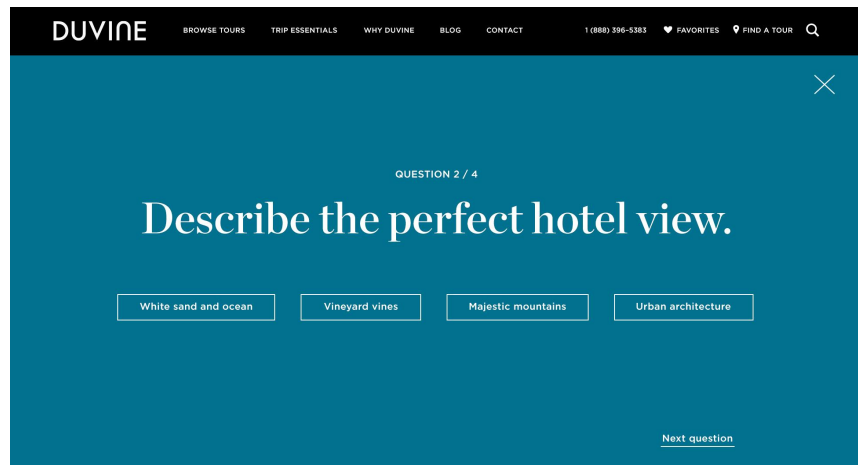 DUVINE BROWSE TOURS TRIP ESSENTIALS WHY DUVINE BLOG CONTACT 1 (888) 396-5383 FAVORITES FIND A TOUR
QUESTION 2 / 4
Describe the perfect hotel view.
White sand and ocean Vineyard vines Majestic mountains Urban architecture
Next question